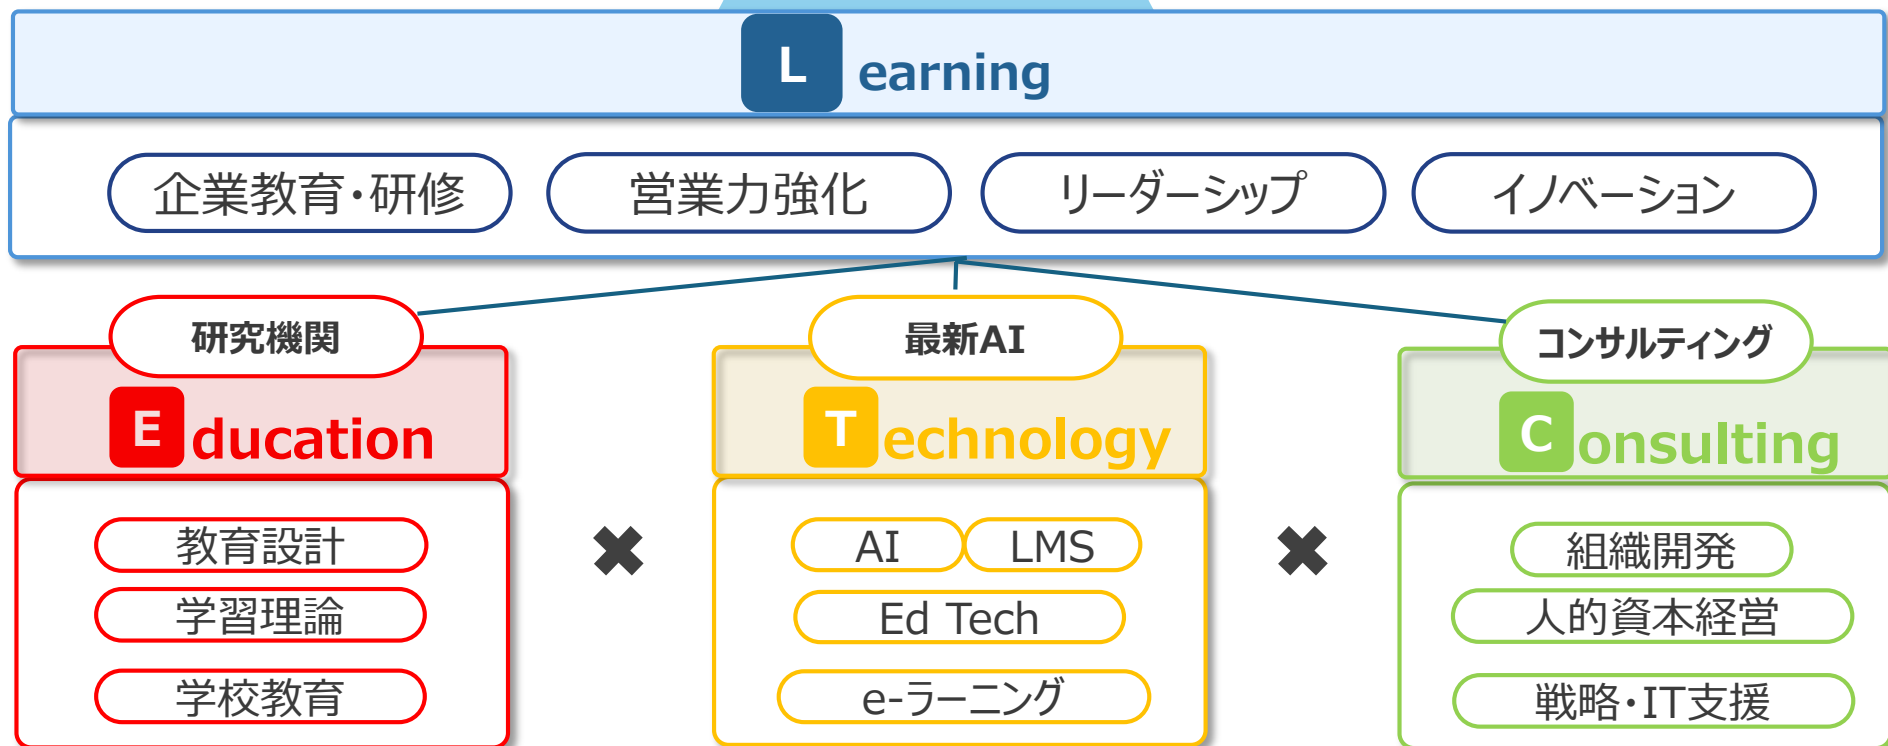 Learning
企業教育・研修 営業力強化 リーダーシップ イノベーション
研究機関
Education
教育設計
学習理論
学校教育
✖
最新AI
Technology
AI LMS
Ed Tech
e-ラーニング
✖
コンサルティング
Consulting
組織開発
人的資本経営
戦略・IT支援